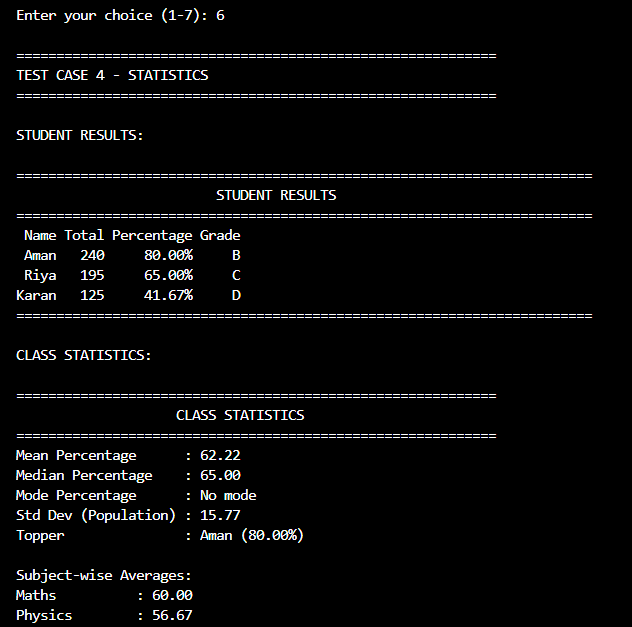 Enter your choice (1-7): 6
============================================================
TEST CASE 4 - STATISTICS
============================================================
STUDENT RESULTS:
========================================================================
STUDENT RESULTS
========================================================================
Name Total Percentage Grade
Aman 240 80.00% B
Riya 195 65.00% C
Karan 125 41.67% D
========================================================================
CLASS STATISTICS:
============================================================
CLASS STATISTICS
============================================================
Mean Percentage : 62.22
Median Percentage : 65.00
Mode Percentage : No mode
Std Dev (Population) : 15.77
Topper : Aman (80.00%)
Subject-wise Averages:
Maths : 60.00
Physics : 56.67